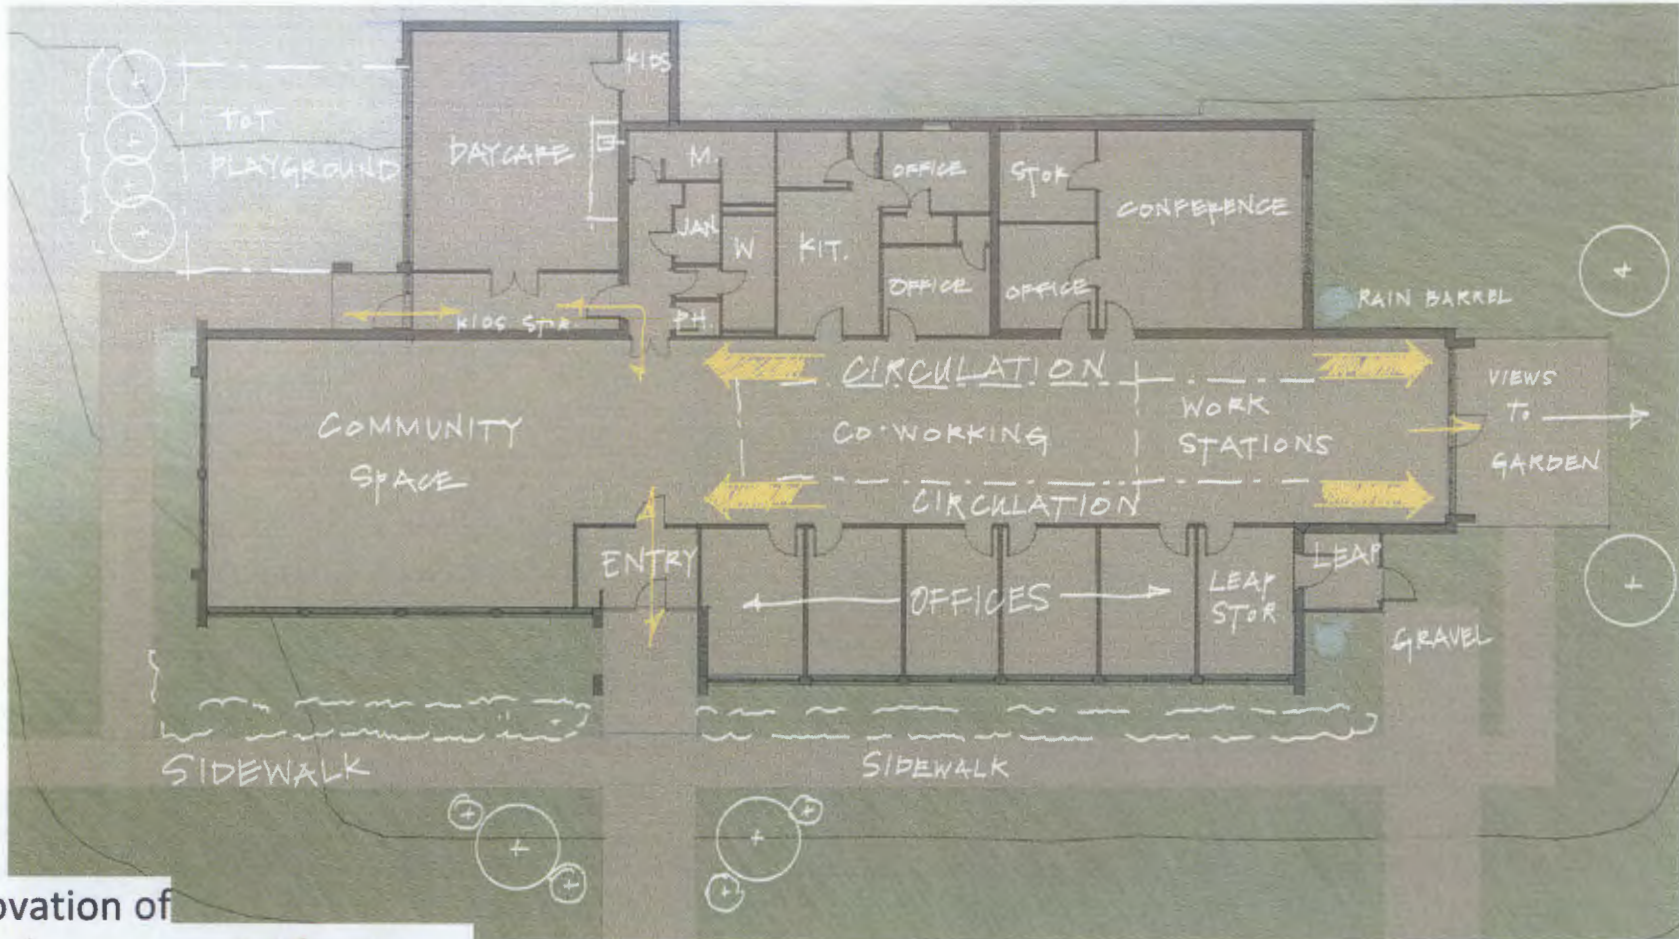 KIDS
TOT
PLAYGROUND
DAYCARE
M.
OFFICE
STOR
CONFERENCE
JAN.
W
KIT.
OFFICE
OFFICE
RAIN BARREL
KIDS STR.
PH.
CIRCULATION
VIEWS
TO
GARDEN
COMMUNITY
SPACE
CO·WORKING
WORK
STATIONS
CIRCULATION
ENTRY
OFFICES
LEAP
STOR
LEAP
GRAVEL
SIDEWALK
SIDEWALK
ovation of